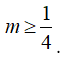 m ≥ 1/4 .